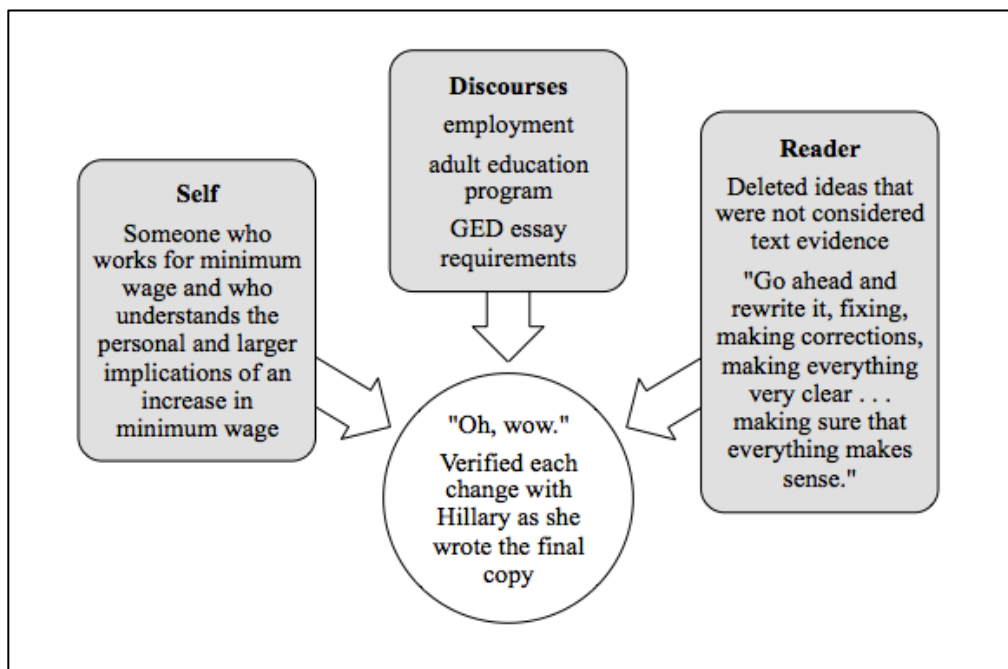 Discourses
employment
adult education
program
GED essay
requirements
Self
Someone who
works for minimum
wage and who
understands the
personal and larger
implications of an
increase in
minimum wage
Reader
Deleted ideas that
were not considered
text evidence
"Go ahead and
rewrite it, fixing,
making corrections,
making everything
very clear . . .
making sure that
everything makes
sense."
"Oh, wow."
Verified each
change with
Hillary as she
wrote the final
copy